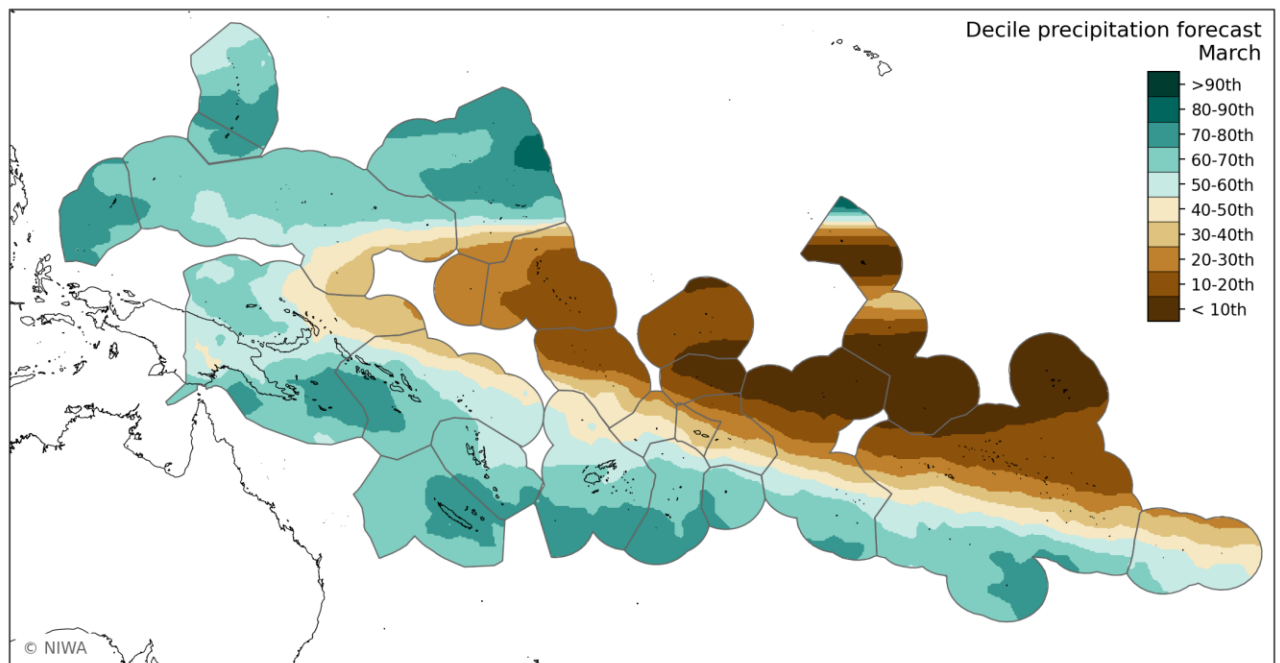 Decile precipitation forecast
March
>90th
80-90th
70-80th
60-70th
50-60th
40-50th
30-40th
20-30th
10-20th
< 10th
© NIWA